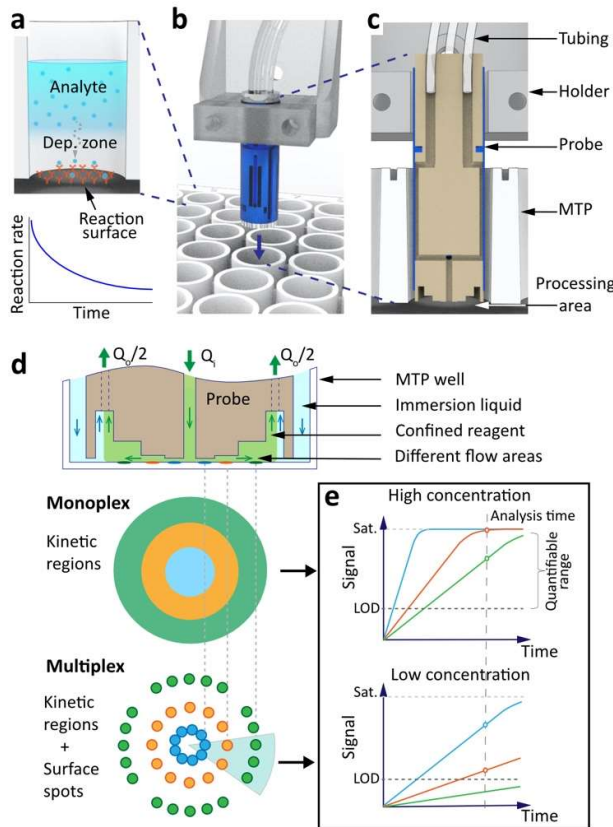 a
Analyte
Dep. zone
Reaction
surface
Reaction rate
Time
b
c
Tubing
Holder
Probe
MTP
Processing
area
d
Qo/2
Qi
Qo/2
Probe
MTP well
Immersion liquid
Confined reagent
Different flow areas
Monoplex
Kinetic
regions
Multiplex
Kinetic
regions
+
Surface
spots
e
High concentration
Analysis time
Sat.
Signal
LOD
Quantifiable
range
Time
Low concentration
Sat.
Signal
LOD
Time